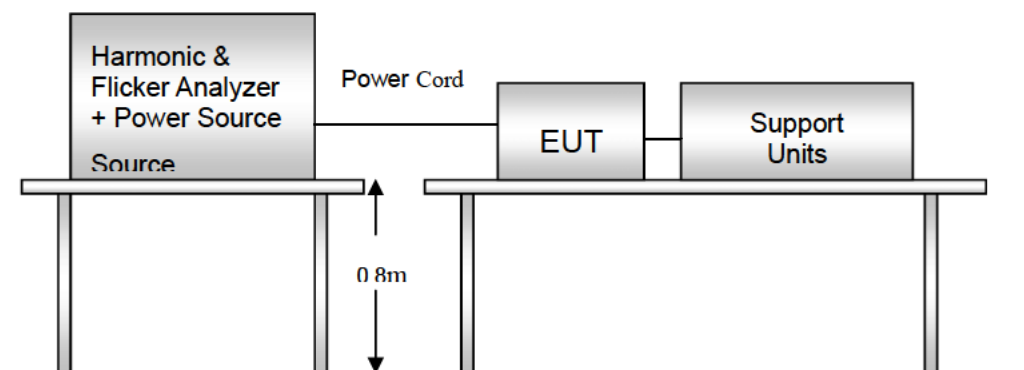 Harmonic &
Flicker Analyzer
+ Power Source
Source
Power Cord
EUT
Support
Units
0.8m